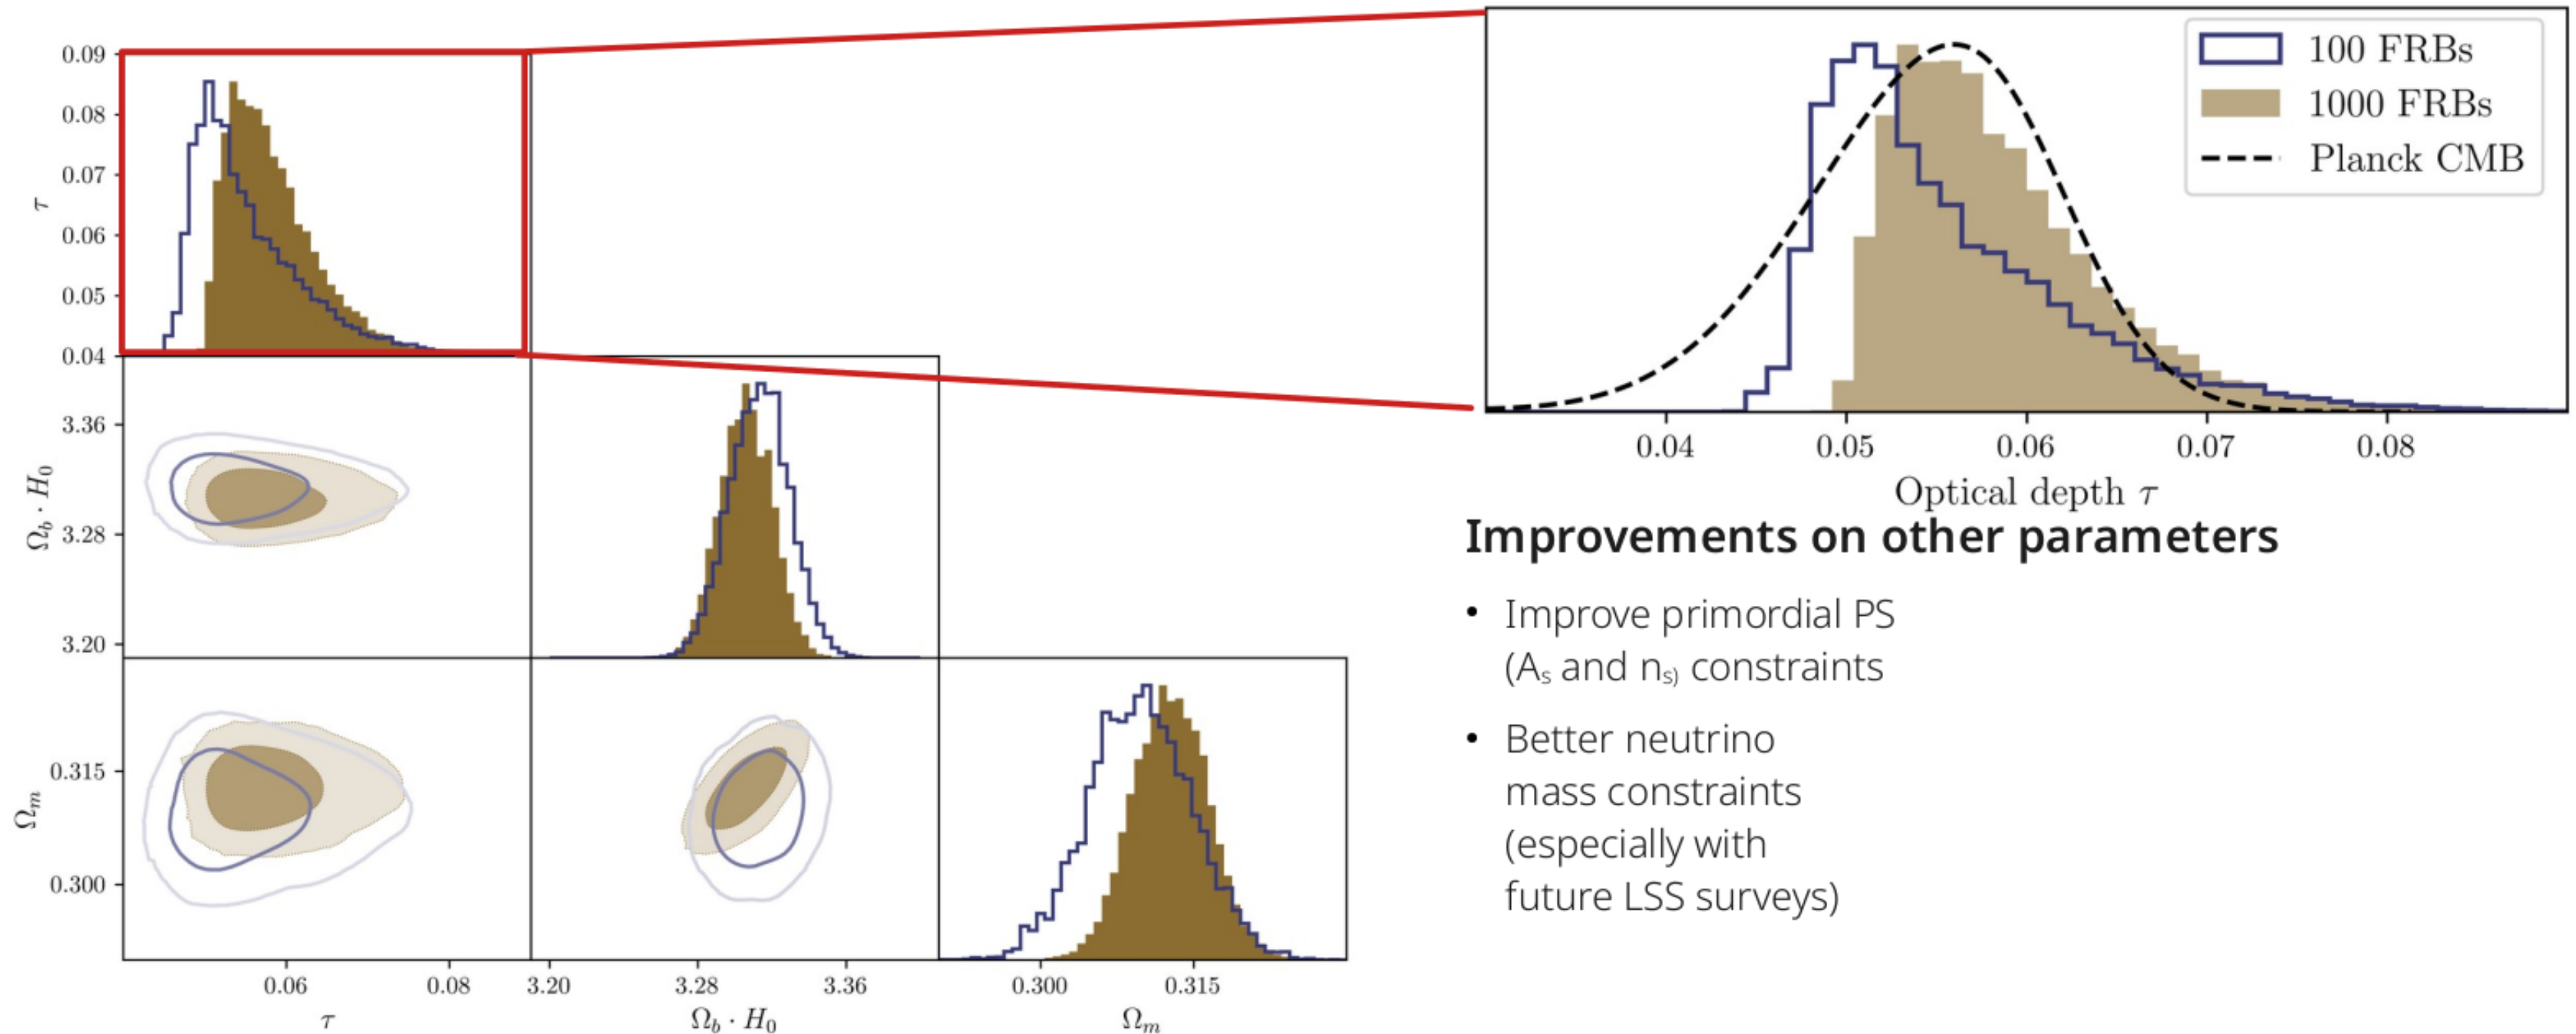 0.09
0.08
0.07
0.06
0.05
0.04
τ
3.36
3.28
3.20
Ω_b · H_0
0.315
0.300
Ω_m
0.06 0.08
τ
3.20 3.28 3.36
Ω_b · H_0
0.300 0.315
Ω_m
100 FRBs
1000 FRBs
Planck CMB
0.04 0.05 0.06 0.07 0.08
Optical depth τ
Improvements on other parameters
• Improve primordial PS
(As and ns) constraints
• Better neutrino
mass constraints
(especially with
future LSS surveys)